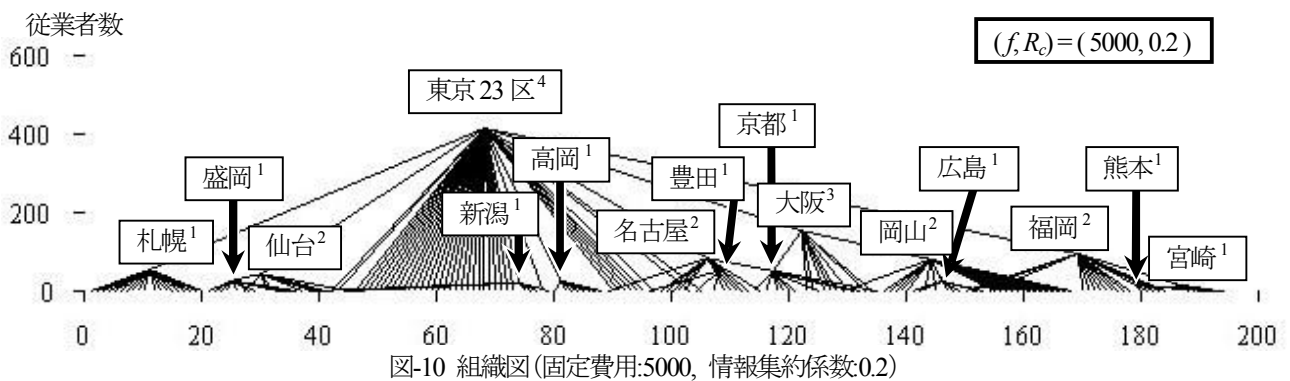 従業者数
(f,Rc)=(5000,0.2)
600
400
200
0
東京23区4
京都1
高岡1
広島1
熊本1
盛岡1
豊田1
大阪3
新潟1
名古屋2
岡山2
福岡2
札幌1
仙台2
宮崎1
0 20 40 60 80 100 120 140 160 180 200
図-10 組織図(固定費用:5000, 情報集約係数:0.2)